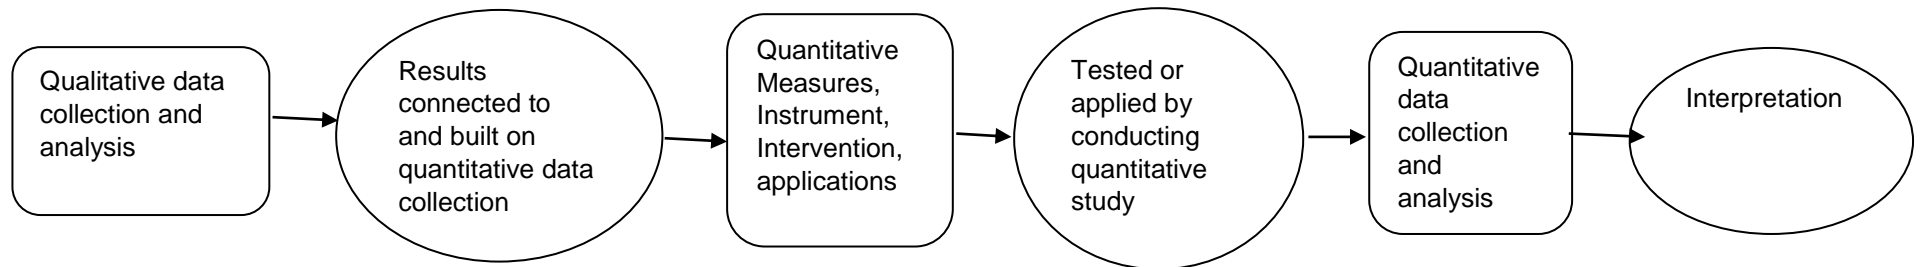 Qualitative data
collection and
analysis
Results
connected to
and built on
quantitative data
collection
Quantitative
Measures,
Instrument,
Intervention,
applications
Tested or
applied by
conducting
quantitative
study
Quantitative
data
collection
and
analysis
Interpretation